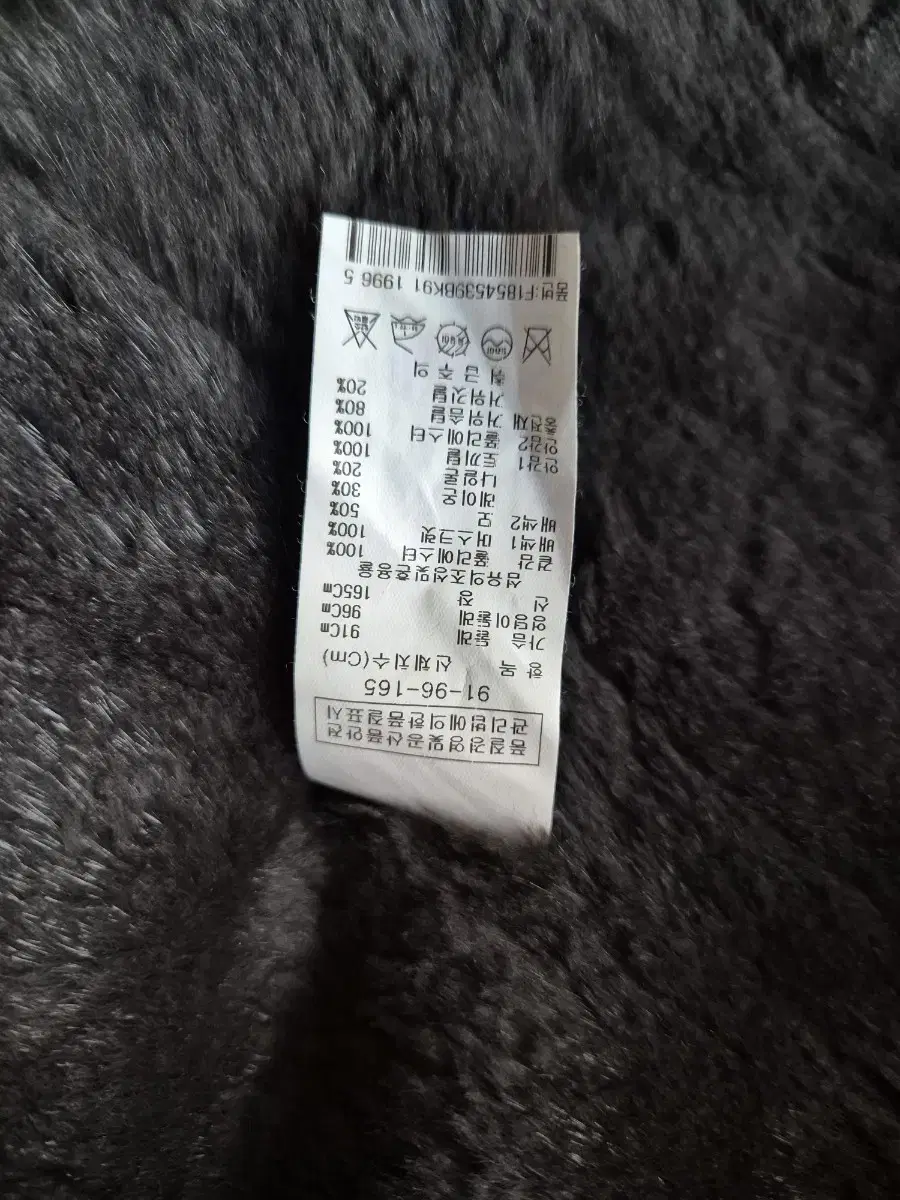 품질경영및공산품안전
관리법에의한품질표시
91-96-165
항 목 신체치수(Cm)
가슴둘레 91Cm
엉덩이둘레 96Cm
신 장 165Cm
섬유의조성및혼용율
겉감 폴리에스터 100%
배색1 머스크렛 100%
배색2 모 50%
레이온 30%
나일론 20%
안감1 토끼털 100%
안감2 폴리에스터 100%
충전재 거위솜털 80%
거위깃털 20%
취 급 주 의
품번:F1854539BK91 1996 5